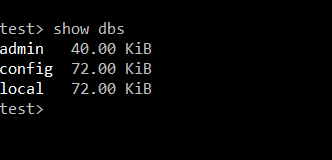 test> show dbs
admin   40.00 KiB
config  72.00 KiB
local   72.00 KiB
test>